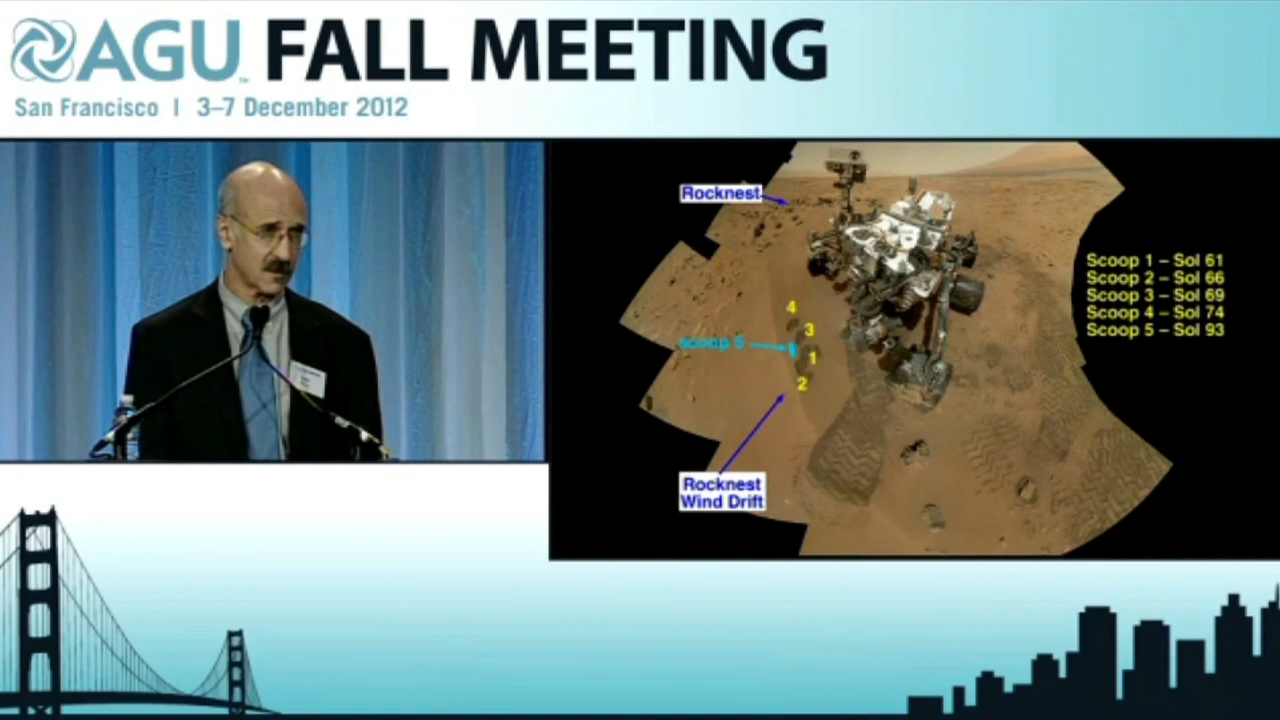 AGU™ FALL MEETING
San Francisco | 3–7 December 2012
Rocknest
Scoop 1 – Sol 61
Scoop 2 – Sol 66
Scoop 3 – Sol 69
Scoop 4 – Sol 74
Scoop 5 – Sol 93
4
3
scoop 5
1
2
Rocknest
Wind Drift